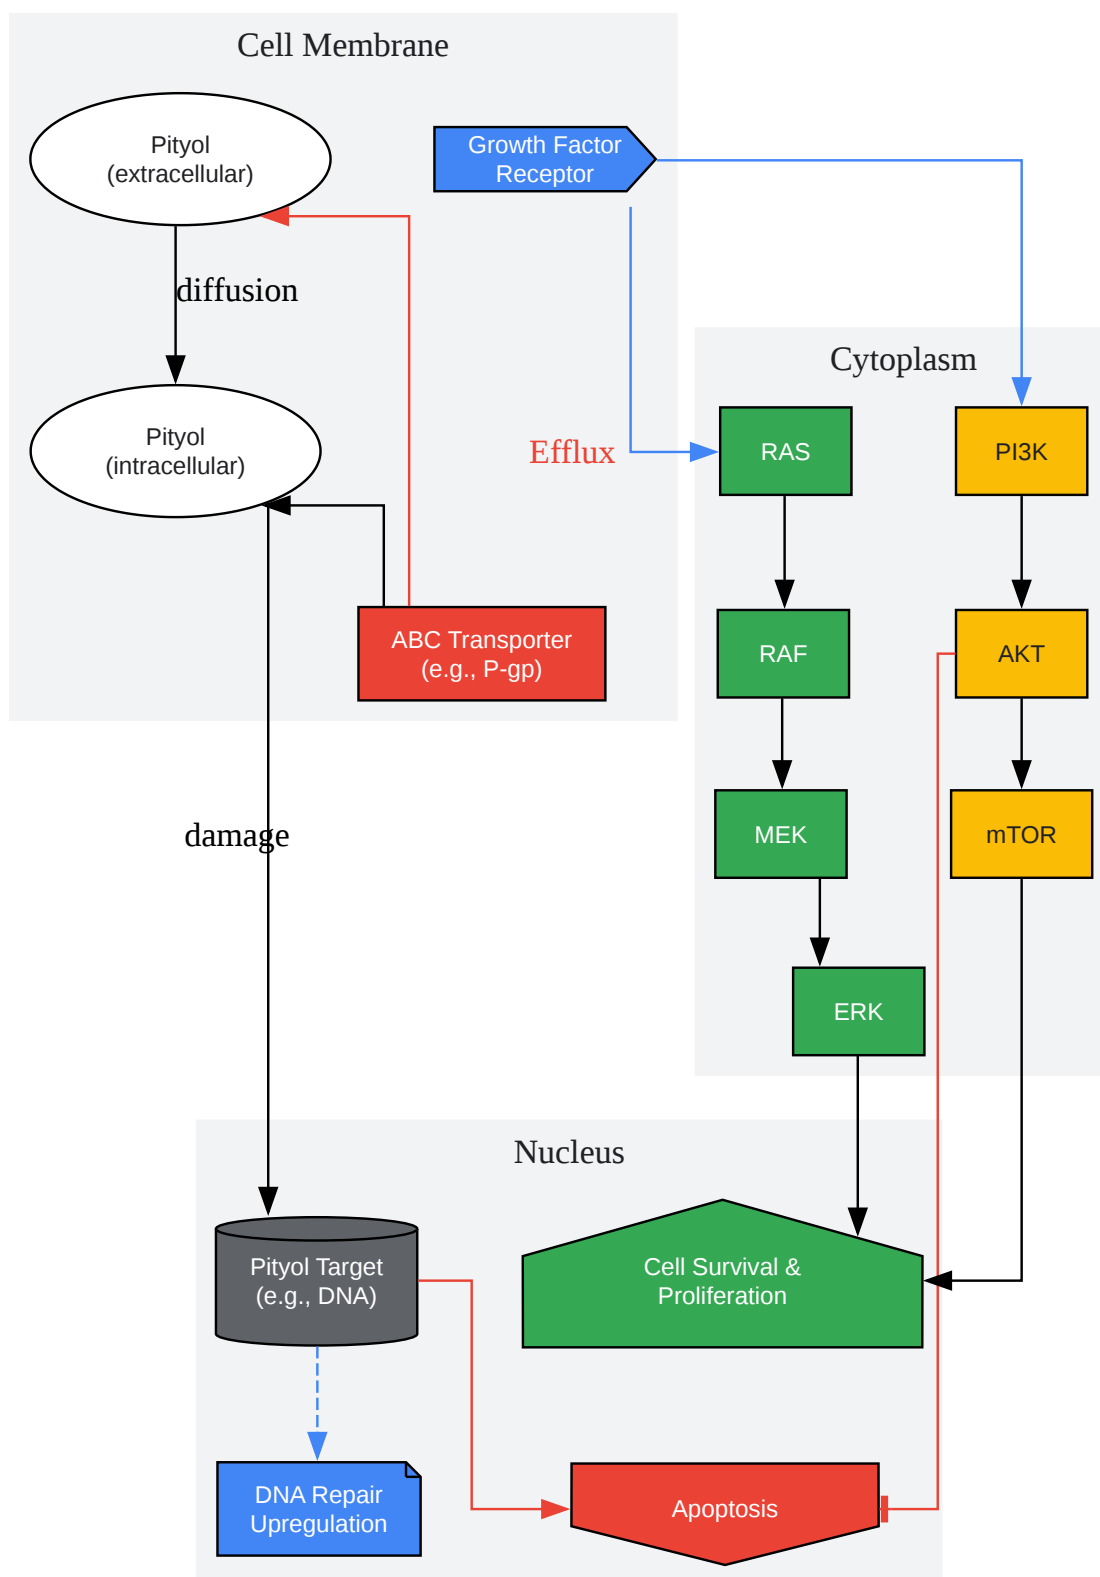 Cell Membrane
Pityol
(extracellular)
Growth Factor
Receptor
diffusion
Cytoplasm
Pityol
(intracellular)
Efflux
RAS
PI3K
ABC Transporter
(e.g., P-gp)
RAF
AKT
damage
MEK
mTOR
ERK
Nucleus
Pityol Target
(e.g., DNA)
Cell Survival &
Proliferation
DNA Repair
Upregulation
Apoptosis